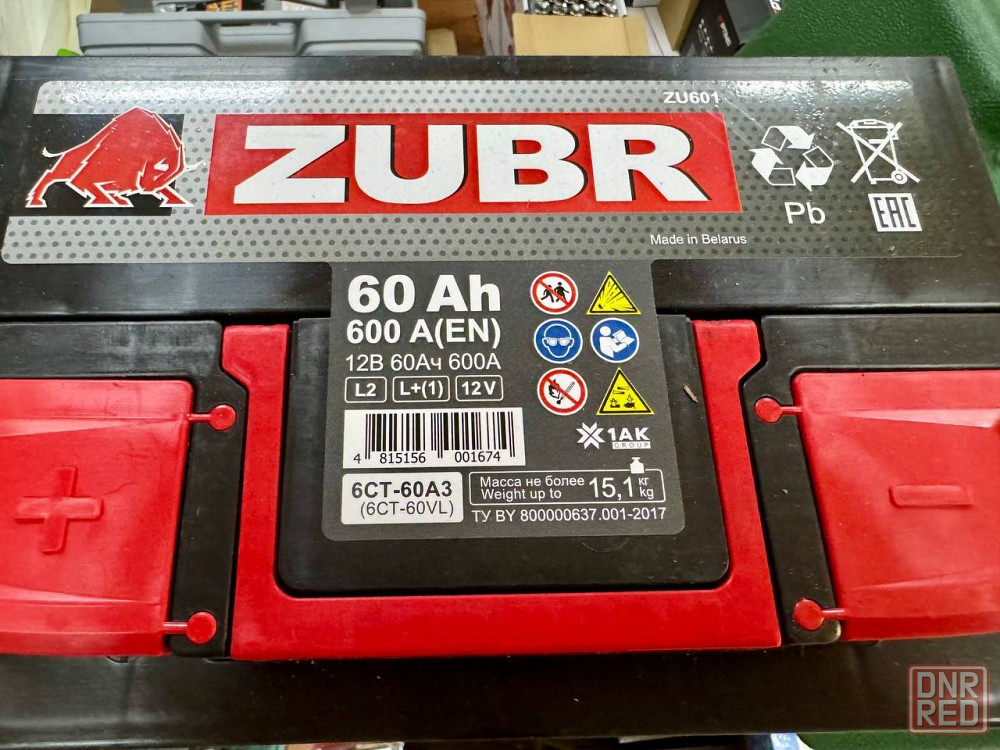 ZU601
ZUBR
Pb
EAC
Made in Belarus
60 Ah
600 A(EN)
12В 60Ач 600А
L2 L+(1) 12V
4 815156 001674
1AK
GROUP
6СТ-60А3
(6СТ-60VL)
Масса не более
Weight up to
15,1 кг
kg
ТУ BY 800000637.001-2017
+
−
DNR
RED